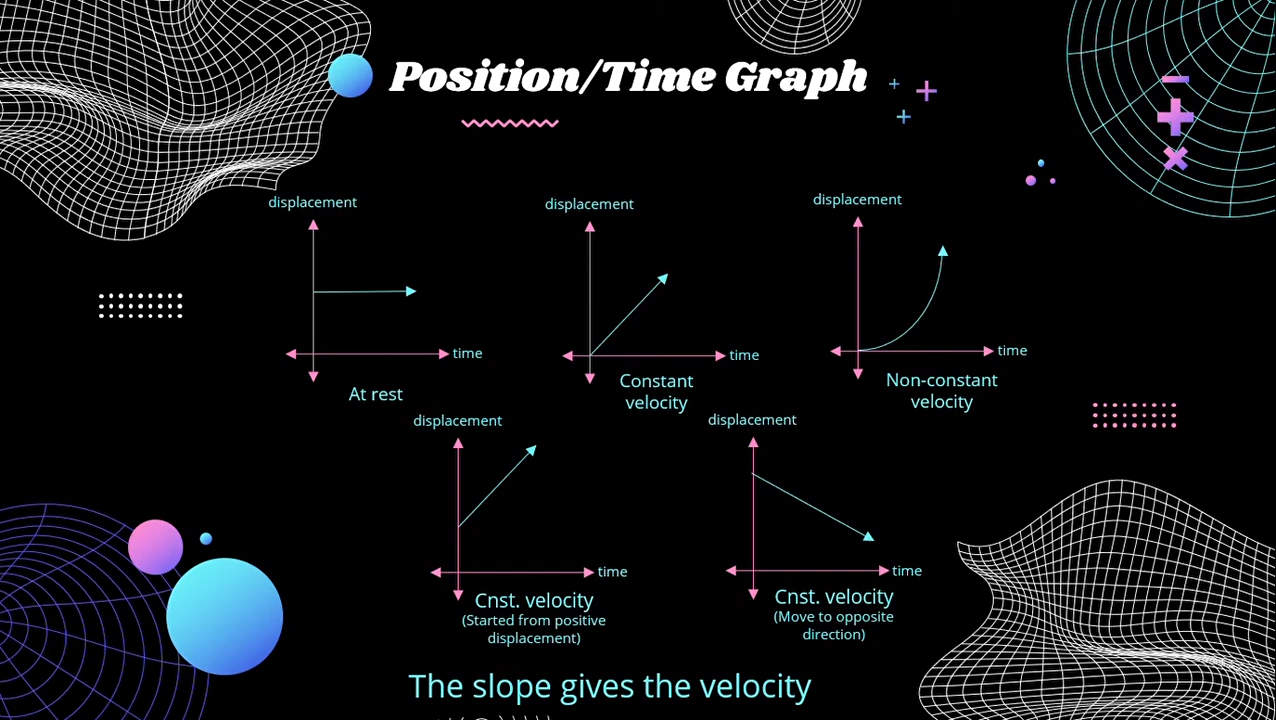 Position/Time Graph
displacement
time
At rest
displacement
time
Constant
velocity
displacement
time
Non-constant
velocity
displacement
time
Cnst. velocity
(Started from positive
displacement)
displacement
time
Cnst. velocity
(Move to opposite
direction)
The slope gives the velocity